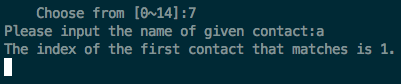 Choose from [0~14]:7
Please input the name of given contact:a
The index of the first contact that matches is 1.